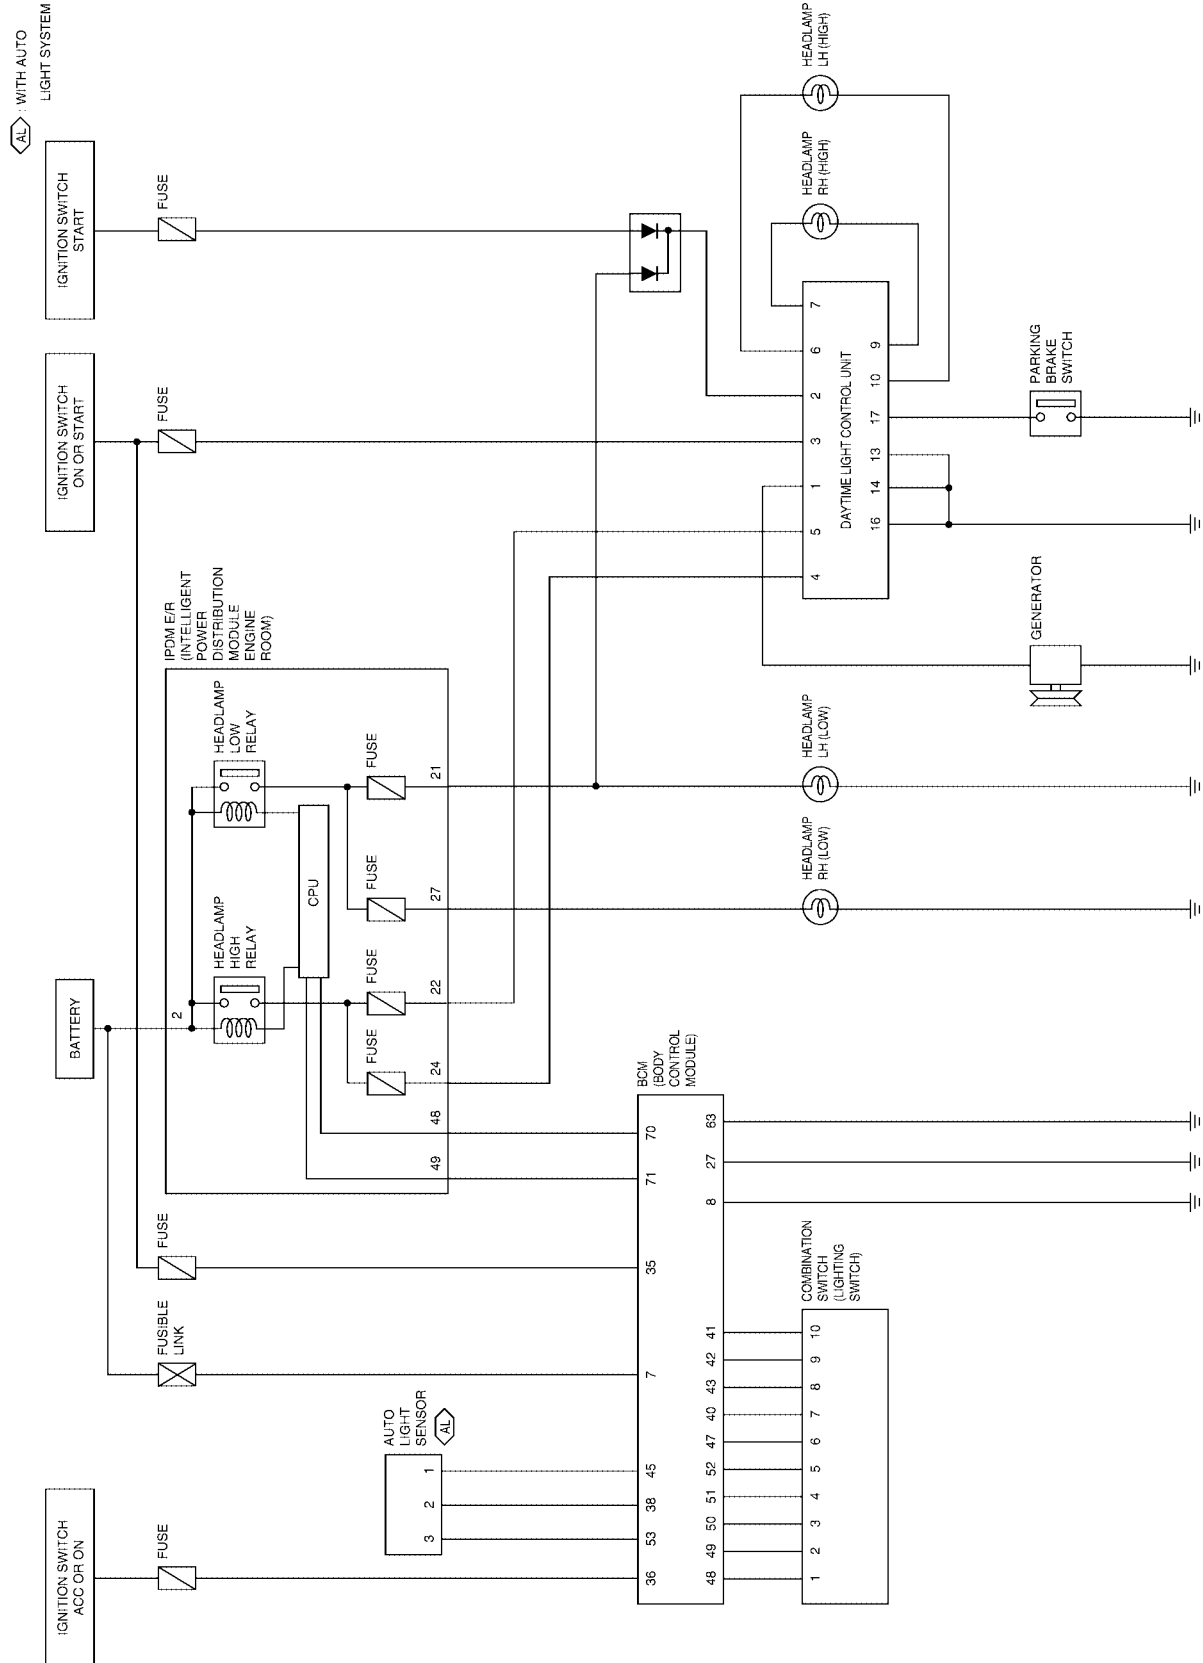 AL : WITH AUTO
LIGHT SYSTEM
IGNITION SWITCH
ACC OR ON
BATTERY
IGNITION SWITCH
ON OR START
IGNITION SWITCH
START
FUSE
FUSIBLE
LINK
FUSE
FUSE
FUSE
IPDM E/R
(INTELLIGENT
POWER
DISTRIBUTION
MODULE
ENGINE
ROOM)
2
HEADLAMP
HIGH
RELAY
HEADLAMP
LOW
RELAY
CPU
FUSE
FUSE
FUSE
FUSE
49
48
24
22
27
21
AUTO
LIGHT
SENSOR
AL
3
2
1
BCM
(BODY
CONTROL
MODULE)
36
53
38
45
7
35
71
70
48
49
50
51
52
47
40
43
42
41
8
27
63
COMBINATION
SWITCH
(LIGHTING
SWITCH)
1
2
3
4
5
6
7
8
9
10
HEADLAMP
RH (LOW)
HEADLAMP
LH (LOW)
HEADLAMP
RH (HIGH)
HEADLAMP
LH (HIGH)
4
5
1
3
2
6
7
DAYTIME LIGHT CONTROL UNIT
16
14
13
17
10
9
GENERATOR
PARKING
BRAKE
SWITCH